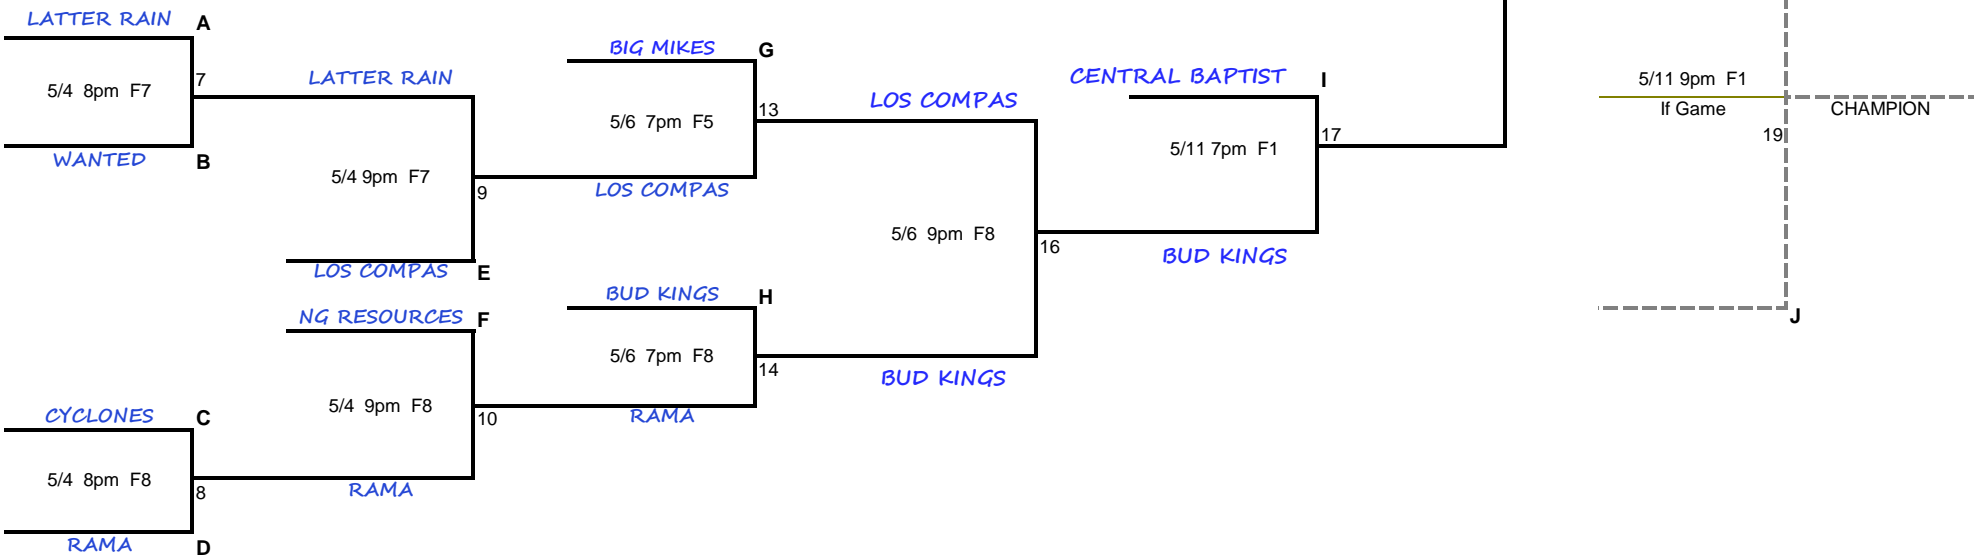 LATTER RAIN A
5/4 8pm F7
7
WANTED B
LATTER RAIN
5/4 9pm F7
9
LOS COMPAS E
BIG MIKES G
5/6 7pm F5
13
LOS COMPAS
LOS COMPAS
5/6 9pm F8
16
CENTRAL BAPTIST I
5/11 7pm F1
17
BUD KINGS
5/11 9pm F1
If Game
19
CHAMPION
J
NG RESOURCES F
5/4 9pm F8
10
RAMA
BUD KINGS H
5/6 7pm F8
14
RAMA
BUD KINGS
CYCLONES C
5/4 8pm F8
8
RAMA D